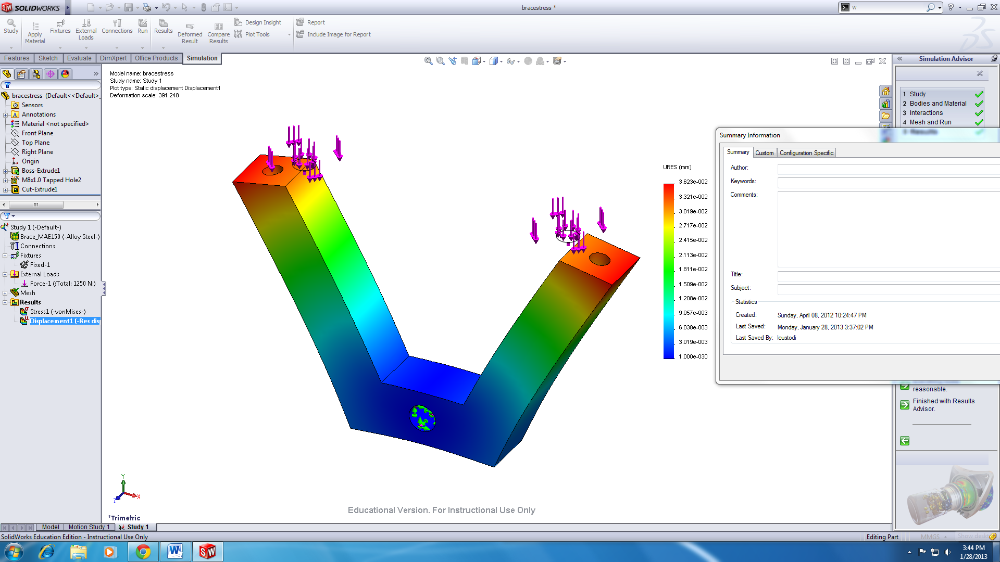 SOLIDWORKS
bracestress *
w
Study
Apply Material
Fixtures
External Loads
Connections
Run
Results
Deformed Result
Compare Results
Design Insight
Plot Tools
Report
Include Image for Report
Features
Sketch
Evaluate
DimXpert
Office Products
Simulation
Model name: bracestress
Study name: Study 1
Plot type: Static displacement Displacement1
Deformation scale: 391.248
bracestress (Default<<Default>_
Sensors
Annotations
Material <not specified>
Front Plane
Top Plane
Right Plane
Origin
Boss-Extrude1
M8x1.0 Tapped Hole2
Cut-Extrude1
Study 1 (-Default-)
Brace_MAE150 (-Alloy Steel-)
Connections
Fixtures
Fixed-1
External Loads
Force-1 (:Total: 1250 N:)
Mesh
Results
Stress1 (-vonMises-)
Displacement1 (-Res disp
URES (mm)
3.623e-002
3.321e-002
3.019e-002
2.717e-002
2.415e-002
2.113e-002
1.811e-002
1.509e-002
1.208e-002
9.057e-003
6.038e-003
3.019e-003
1.000e-030
Y
X
Z
*Trimetric
Educational Version. For Instructional Use Only
Simulation Advisor
1 Study
2 Bodies and Material
3 Interactions
4 Mesh and Run
5 Results
Summary Information
Summary
Custom
Configuration Specific
Author:
Keywords:
Comments:
Title:
Subject:
Statistics
Created: Sunday, April 08, 2012 10:24:47 PM
Last Saved: Monday, January 28, 2013 3:37:02 PM
Last Saved By: lcustodi
reasonable.
Finished with Results
Advisor.
Model
Motion Study 1
Study 1
SolidWorks Education Edition - Instructional Use Only
Editing Part
MMGS
Show desktop
3:44 PM
1/28/2013